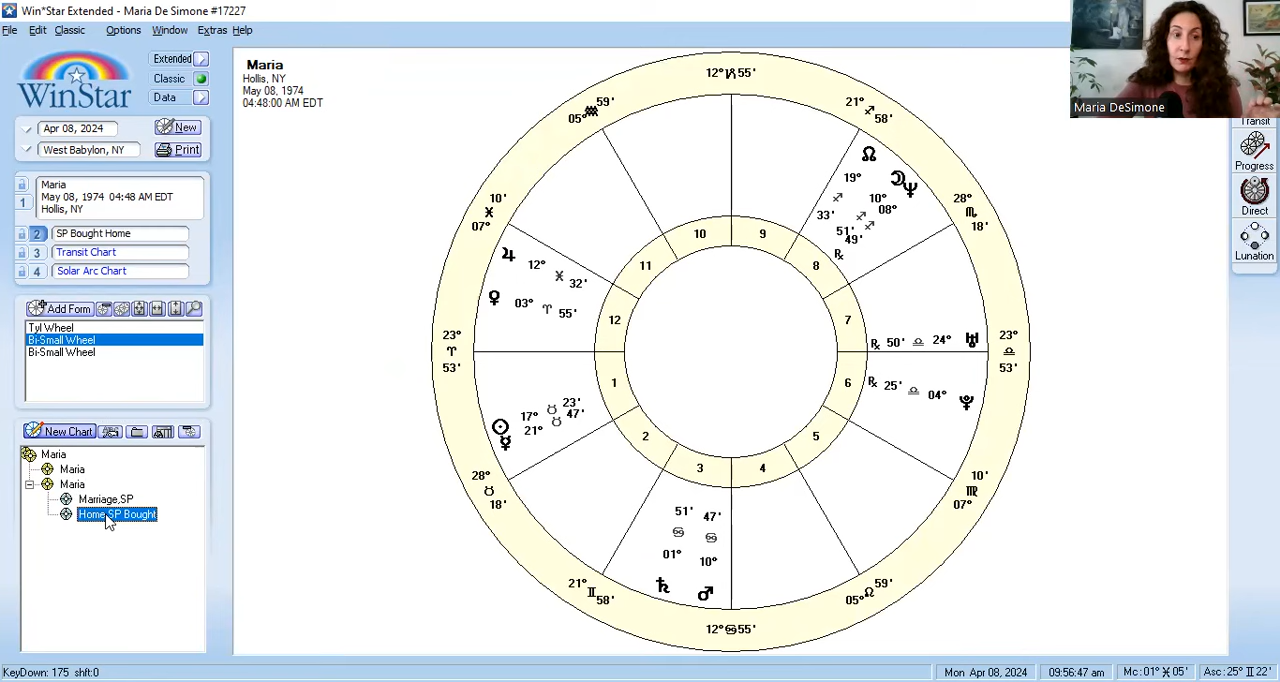 Win*Star Extended - Maria De Simone #17227
File Edit Classic Options Window Extras Help
WinStar
Extended
Classic
Data
Apr 08, 2024
New
West Babylon, NY
Print
Maria
May 08, 1974 04:48 AM EDT
Hollis, NY
1
2 SP Bought Home
3 Transit Chart
4 Solar Arc Chart
Add Form
Tyl Wheel
Bi-Small Wheel
Bi-Small Wheel
New Chart
Maria
Maria
Maria
Marriage,SP
Home,SP Bought
Maria
Hollis, NY
May 08, 1974
04:48:00 AM EDT
12° ♑ 55'
21° ♐ 58'
28° ♏ 18'
23° ♎ 53'
10' ♍ 07°
05° ♌ 59'
12° ♋ 55'
21° ♊ 58'
28° ♉ 18'
23° ♈ 53'
10' ♓ 07°
05° ♒ 59'
☊ 19° ♐ 33'
☽ 10° ♐ 51'
♆ 08° ♐ 49' ℞
♅ 24° ♎ 50' ℞
♇ 04° ♎ 25' ℞
♂ 10° ♋ 47'
♄ 01° ♋ 51'
☉ 17° ♉ 23'
☿ 21° ♉ 47'
♀ 03° ♈ 55'
♃ 12° ♓ 32'
1
2
3
4
5
6
7
8
9
10
11
12
Maria DeSimone
Transit
Progress
Direct
Lunation
KeyDown: 175 shft:0
Mon Apr 08, 2024
09:56:47 am
Mc:01° ♓ 05'
Asc: 25° ♊ 22'